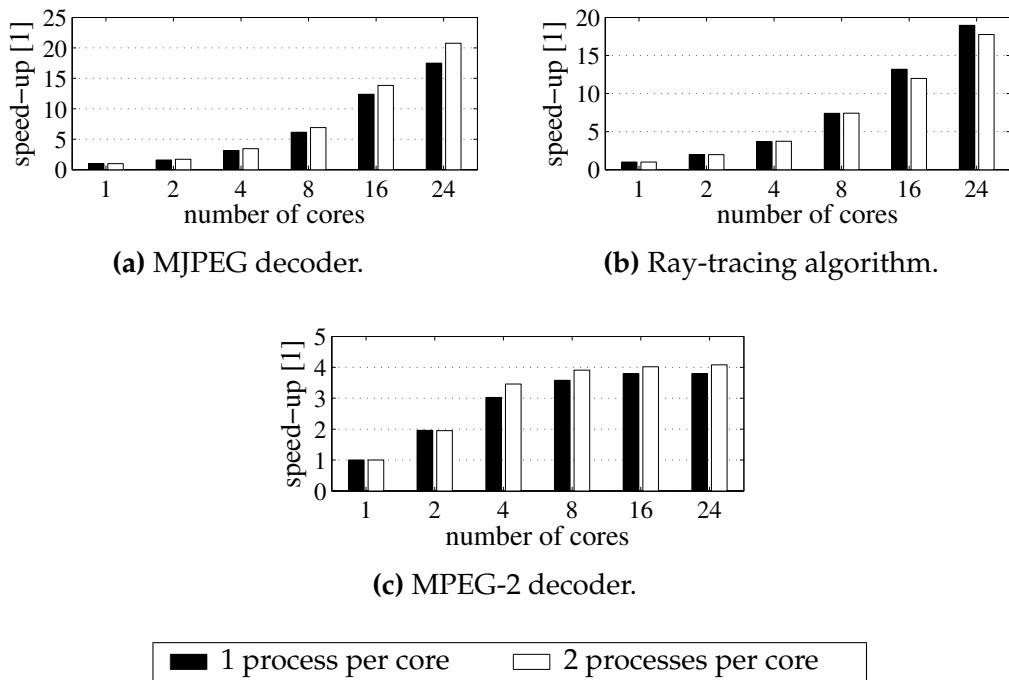 25
20
15
10
5
0
speed−up [1]
1 2 4 8 16 24
number of cores
(a) MJPEG decoder.
20
15
10
5
0
speed−up [1]
1 2 4 8 16 24
number of cores
(b) Ray-tracing algorithm.
5
4
3
2
1
0
speed−up [1]
1 2 4 8 16 24
number of cores
(c) MPEG-2 decoder.
1 process per core 2 processes per core